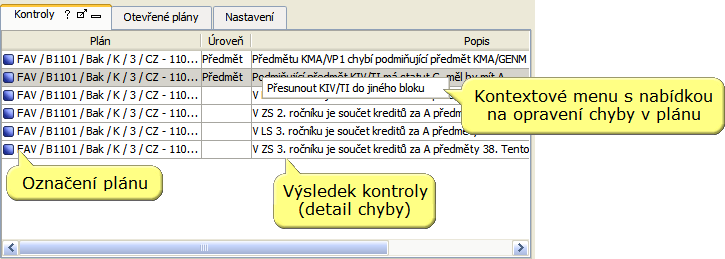 Kontroly ? Otevřené plány Nastavení
Plán Úroveň Popis
FAV / B1101 / Bak / K / 3 / CZ - 110... Předmět Předmětu KMA/VP1 chybí podmiňující předmět KMA/GENM
FAV / B1101 / Bak / K / 3 / CZ - 110... Předmět Podmiňující předmět KIV/TI má statut C, měl by mít A
Přesunout KIV/TI do jiného bloku
FAV / B1101 / Bak / K / 3 / CZ - 110... V
FAV / B1101 / Bak / K / 3 / CZ - 110... V ZS 2. ročníku je součet kreditů za A předm
FAV / B1101 / Bak / K / 3 / CZ - 110... V LS 3. ročníku je součet kreditů za A předměty
FAV / B1101 / Bak / K / 3 / CZ - 110... V ZS 3. ročníku je součet kreditů za A předměty 38. Tento
Kontextové menu s nabídkou
na opravení chyby v plánu
Označení plánu
Výsledek kontroly
(detail chyby)